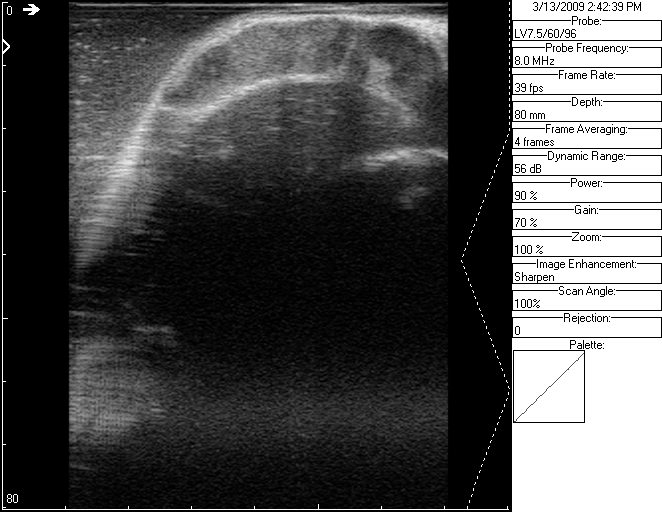 0
80
3/13/2009 2:42:39 PM
Probe:
LV7.5/60/96
Probe Frequency:
8.0 MHz
Frame Rate:
39 fps
Depth:
80 mm
Frame Averaging:
4 frames
Dynamic Range:
56 dB
Power:
90 %
Gain:
70 %
Zoom:
100 %
Image Enhancement:
Sharpen
Scan Angle:
100%
Rejection:
0
Palette: